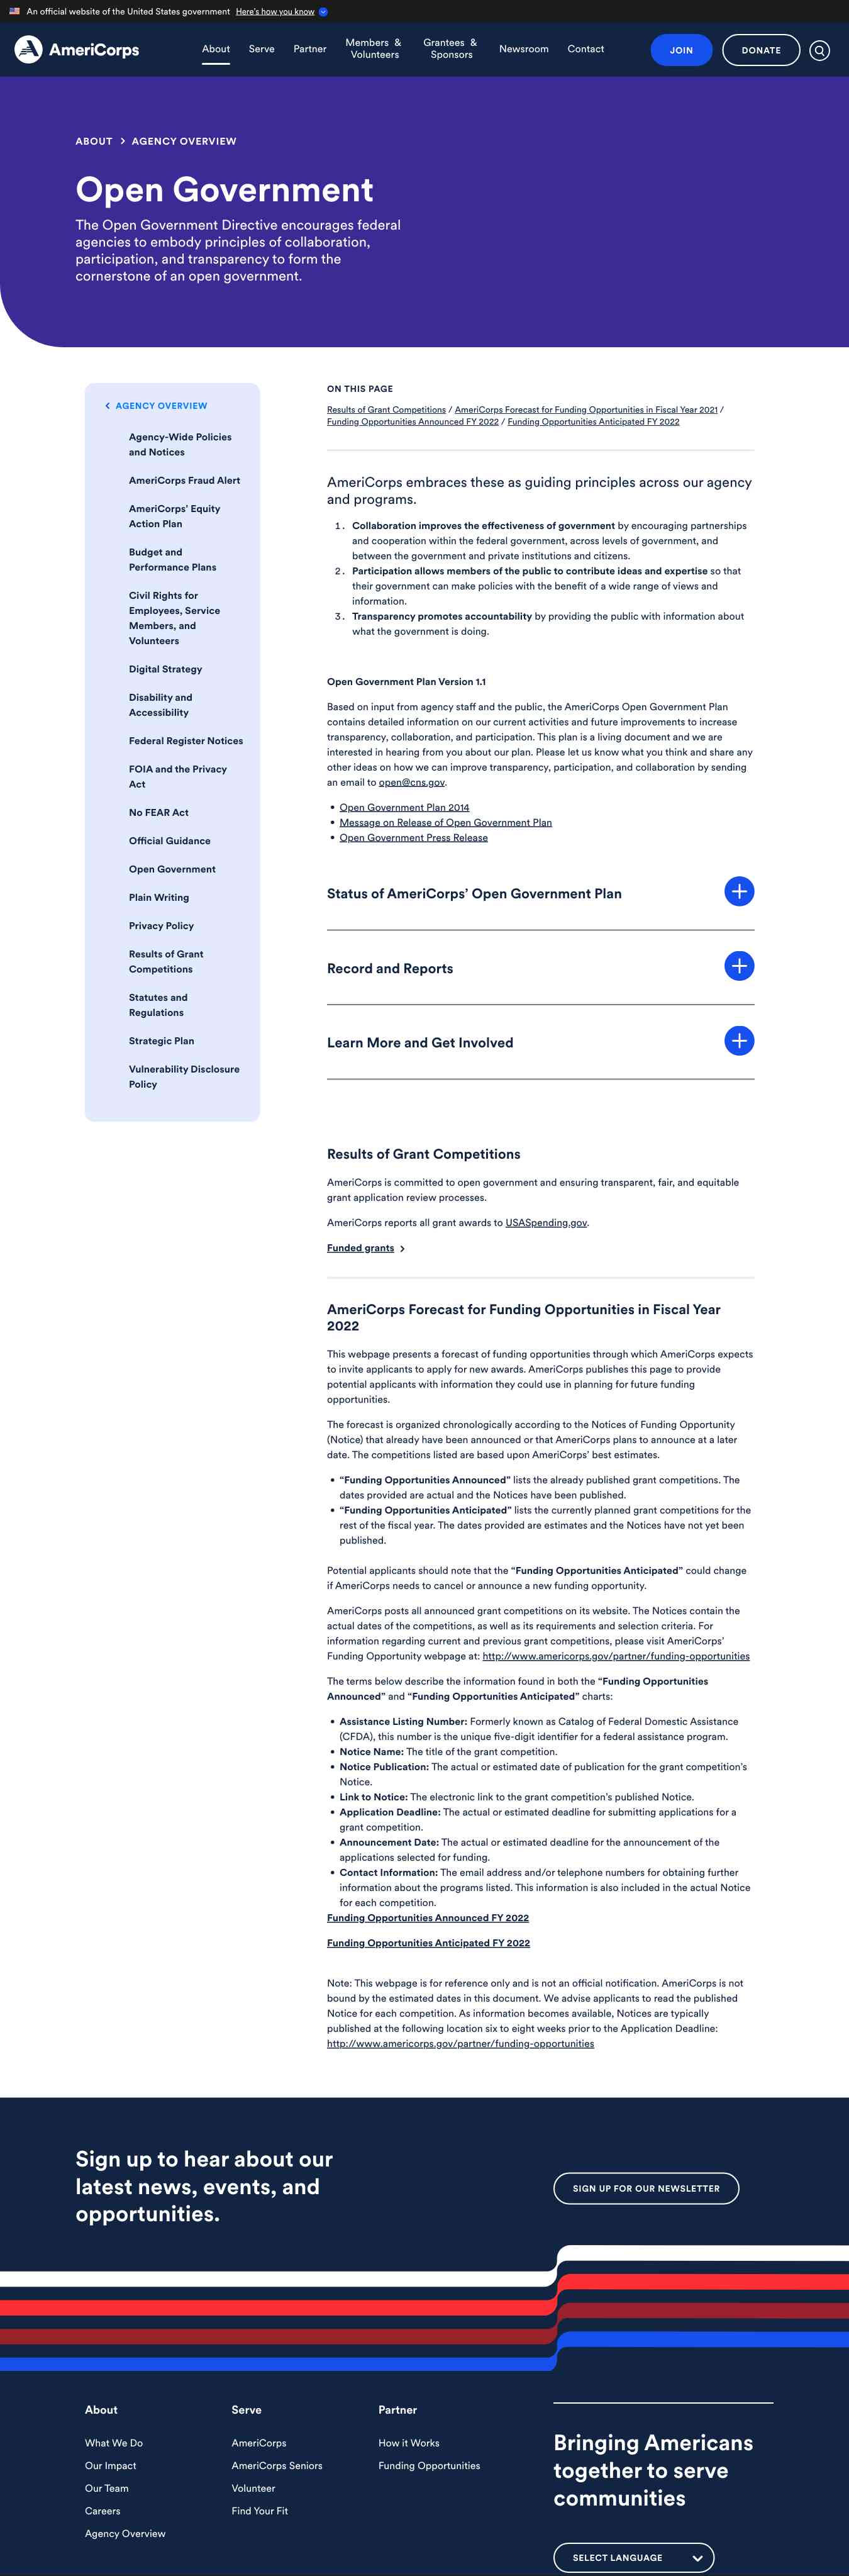 An official website of the United States government Here's how you know
AmeriCorps
About
Serve
Partner
Members &
Volunteers
Grantees &
Sponsors
Newsroom
Contact
JOIN
DONATE
ABOUT > AGENCY OVERVIEW
Open Government
The Open Government Directive encourages federal
agencies to embody principles of collaboration,
participation, and transparency to form the
cornerstone of an open government.
AGENCY OVERVIEW
Agency-Wide Policies
and Notices
AmeriCorps Fraud Alert
AmeriCorps' Equity
Action Plan
Budget and
Performance Plans
Civil Rights for
Employees, Service
Members, and
Volunteers
Digital Strategy
Disability and
Accessibility
Federal Register Notices
FOIA and the Privacy
Act
No FEAR Act
Official Guidance
Open Government
Plain Writing
Privacy Policy
Results of Grant
Competitions
Statutes and
Regulations
Strategic Plan
Vulnerability Disclosure
Policy
ON THIS PAGE
Results of Grant Competitions / AmeriCorps Forecast for Funding Opportunities in Fiscal Year 2021 /
Funding Opportunities Announced FY 2022 / Funding Opportunities Anticipated FY 2022
AmeriCorps embraces these as guiding principles across our agency
and programs.
1. Collaboration improves the effectiveness of government by encouraging partnerships
and cooperation within the federal government, across levels of government, and
between the government and private institutions and citizens.
2. Participation allows members of the public to contribute ideas and expertise so that
their government can make policies with the benefit of a wide range of views and
information.
3. Transparency promotes accountability by providing the public with information about
what the government is doing.
Open Government Plan Version 1.1
Based on input from agency staff and the public, the AmeriCorps Open Government Plan
contains detailed information on our current activities and future improvements to increase
transparency, collaboration, and participation. This plan is a living document and we are
interested in hearing from you about our plan. Please let us know what you think and share any
other ideas on how we can improve transparency, participation, and collaboration by sending
an email to open@cns.gov.
• Open Government Plan 2014
• Message on Release of Open Government Plan
• Open Government Press Release
Status of AmeriCorps' Open Government Plan
Record and Reports
Learn More and Get Involved
Results of Grant Competitions
AmeriCorps is committed to open government and ensuring transparent, fair, and equitable
grant application review processes.
AmeriCorps reports all grant awards to USASpending.gov.
Funded grants
AmeriCorps Forecast for Funding Opportunities in Fiscal Year
2022
This webpage presents a forecast of funding opportunities through which AmeriCorps expects
to invite applicants to apply for new awards. AmeriCorps publishes this page to provide
potential applicants with information they could use in planning for future funding
opportunities.
The forecast is organized chronologically according to the Notices of Funding Opportunity
(Notice) that already have been announced or that AmeriCorps plans to announce at a later
date. The competitions listed are based upon AmeriCorps' best estimates.
• “Funding Opportunities Announced” lists the already published grant competitions. The
dates provided are actual and the Notices have been published.
• “Funding Opportunities Anticipated” lists the currently planned grant competitions for the
rest of the fiscal year. The dates provided are estimates and the Notices have not yet been
published.
Potential applicants should note that the “Funding Opportunities Anticipated” could change
if AmeriCorps needs to cancel or announce a new funding opportunity.
AmeriCorps posts all announced grant competitions on its website. The Notices contain the
actual dates of the competitions, as well as its requirements and selection criteria. For
information regarding current and previous grant competitions, please visit AmeriCorps'
Funding Opportunity webpage at: http://www.americorps.gov/partner/funding-opportunities
The terms below describe the information found in both the “Funding Opportunities
Announced” and “Funding Opportunities Anticipated” charts:
• Assistance Listing Number: Formerly known as Catalog of Federal Domestic Assistance
(CFDA), this number is the unique five-digit identifier for a federal assistance program.
• Notice Name: The title of the grant competition.
• Notice Publication: The actual or estimated date of publication for the grant competition's
Notice.
• Link to Notice: The electronic link to the grant competition's published Notice.
• Application Deadline: The actual or estimated deadline for submitting applications for a
grant competition.
• Announcement Date: The actual or estimated deadline for the announcement of the
applications selected for funding.
• Contact Information: The email address and/or telephone numbers for obtaining further
information about the programs listed. This information is also included in the actual Notice
for each competition.
Funding Opportunities Announced FY 2022
Funding Opportunities Anticipated FY 2022
Note: This webpage is for reference only and is not an official notification. AmeriCorps is not
bound by the estimated dates in this document. We advise applicants to read the published
Notice for each competition. As information becomes available, Notices are typically
published at the following location six to eight weeks prior to the Application Deadline:
http://www.americorps.gov/partner/funding-opportunities
Sign up to hear about our
latest news, events, and
opportunities.
SIGN UP FOR OUR NEWSLETTER
About
What We Do
Our Impact
Our Team
Careers
Agency Overview
Serve
AmeriCorps
AmeriCorps Seniors
Volunteer
Find Your Fit
Partner
How it Works
Funding Opportunities
Bringing Americans
together to serve
communities
SELECT LANGUAGE